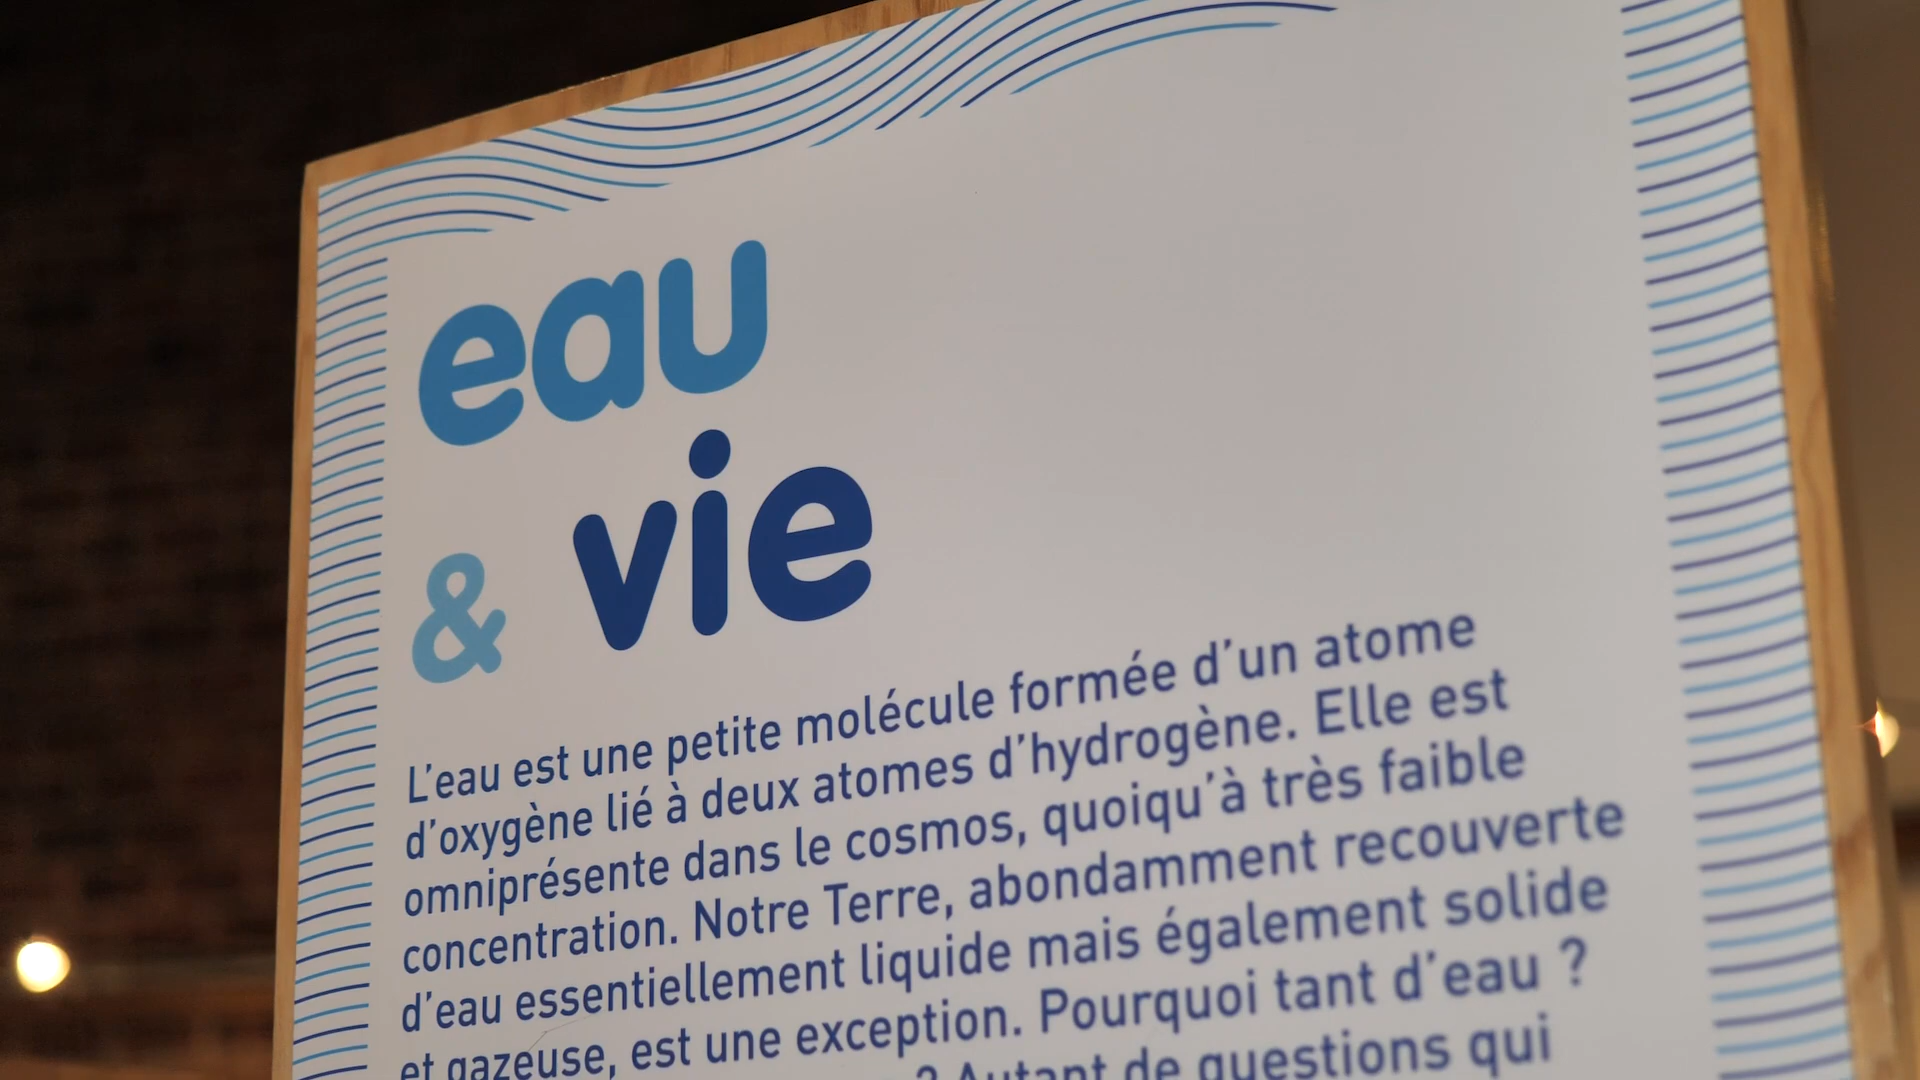 eau
& vie
L'eau est une petite molécule formée d'un atome
d'oxygène lié à deux atomes d'hydrogène. Elle est
omniprésente dans le cosmos, quoiqu'à très faible
concentration. Notre Terre, abondamment recouverte
d'eau essentiellement liquide mais également solide
et gazeuse, est une exception. Pourquoi tant d'eau ?
? Autant de questions qui